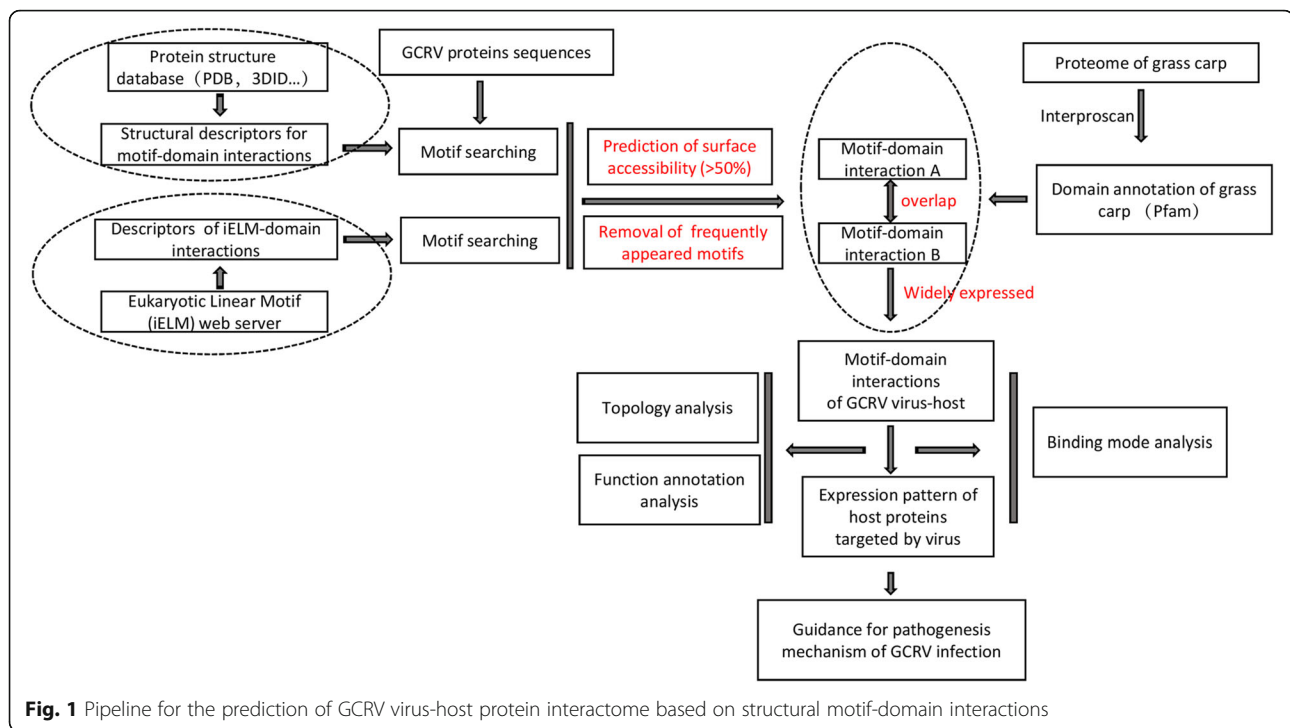 Protein structure
database（PDB，3DID…）
Structural descriptors for
motif-domain interactions
Descriptors of iELM-domain
interactions
Eukaryotic Linear Motif
(iELM) web server
GCRV proteins sequences
Motif searching
Motif searching
Prediction of surface
accessibility (>50%)
Removal of frequently
appeared motifs
Motif-domain
interaction A
overlap
Motif-domain
interaction B
Widely expressed
Proteome of grass carp
Interproscan
Domain annotation of grass
carp （Pfam）
Motif-domain
interactions
of GCRV virus-host
Topology analysis
Function annotation
analysis
Binding mode analysis
Expression pattern of
host proteins
targeted by virus
Guidance for pathogenesis
mechanism of GCRV infection
Fig. 1 Pipeline for the prediction of GCRV virus-host protein interactome based on structural motif-domain interactions